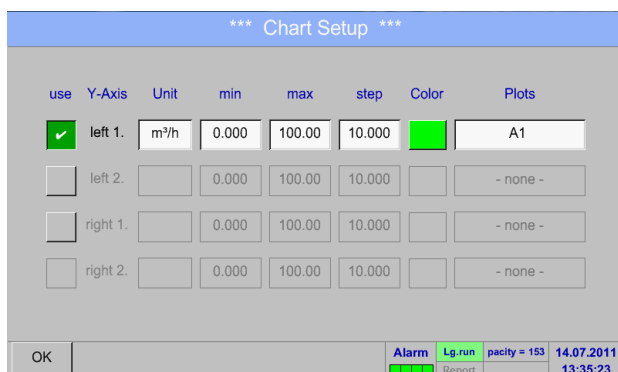 *** Chart Setup ***
use Y-Axis Unit min max step Color Plots
✔ left 1. m³/h 0.000 100.00 10.000 A1
left 2. 0.000 100.00 10.000 - none -
right 1. 0.000 100.00 10.000 - none -
right 2. 0.000 100.00 10.000 - none -
OK Alarm Lg.run pacity = 153 14.07.2011
Report 13:35:23